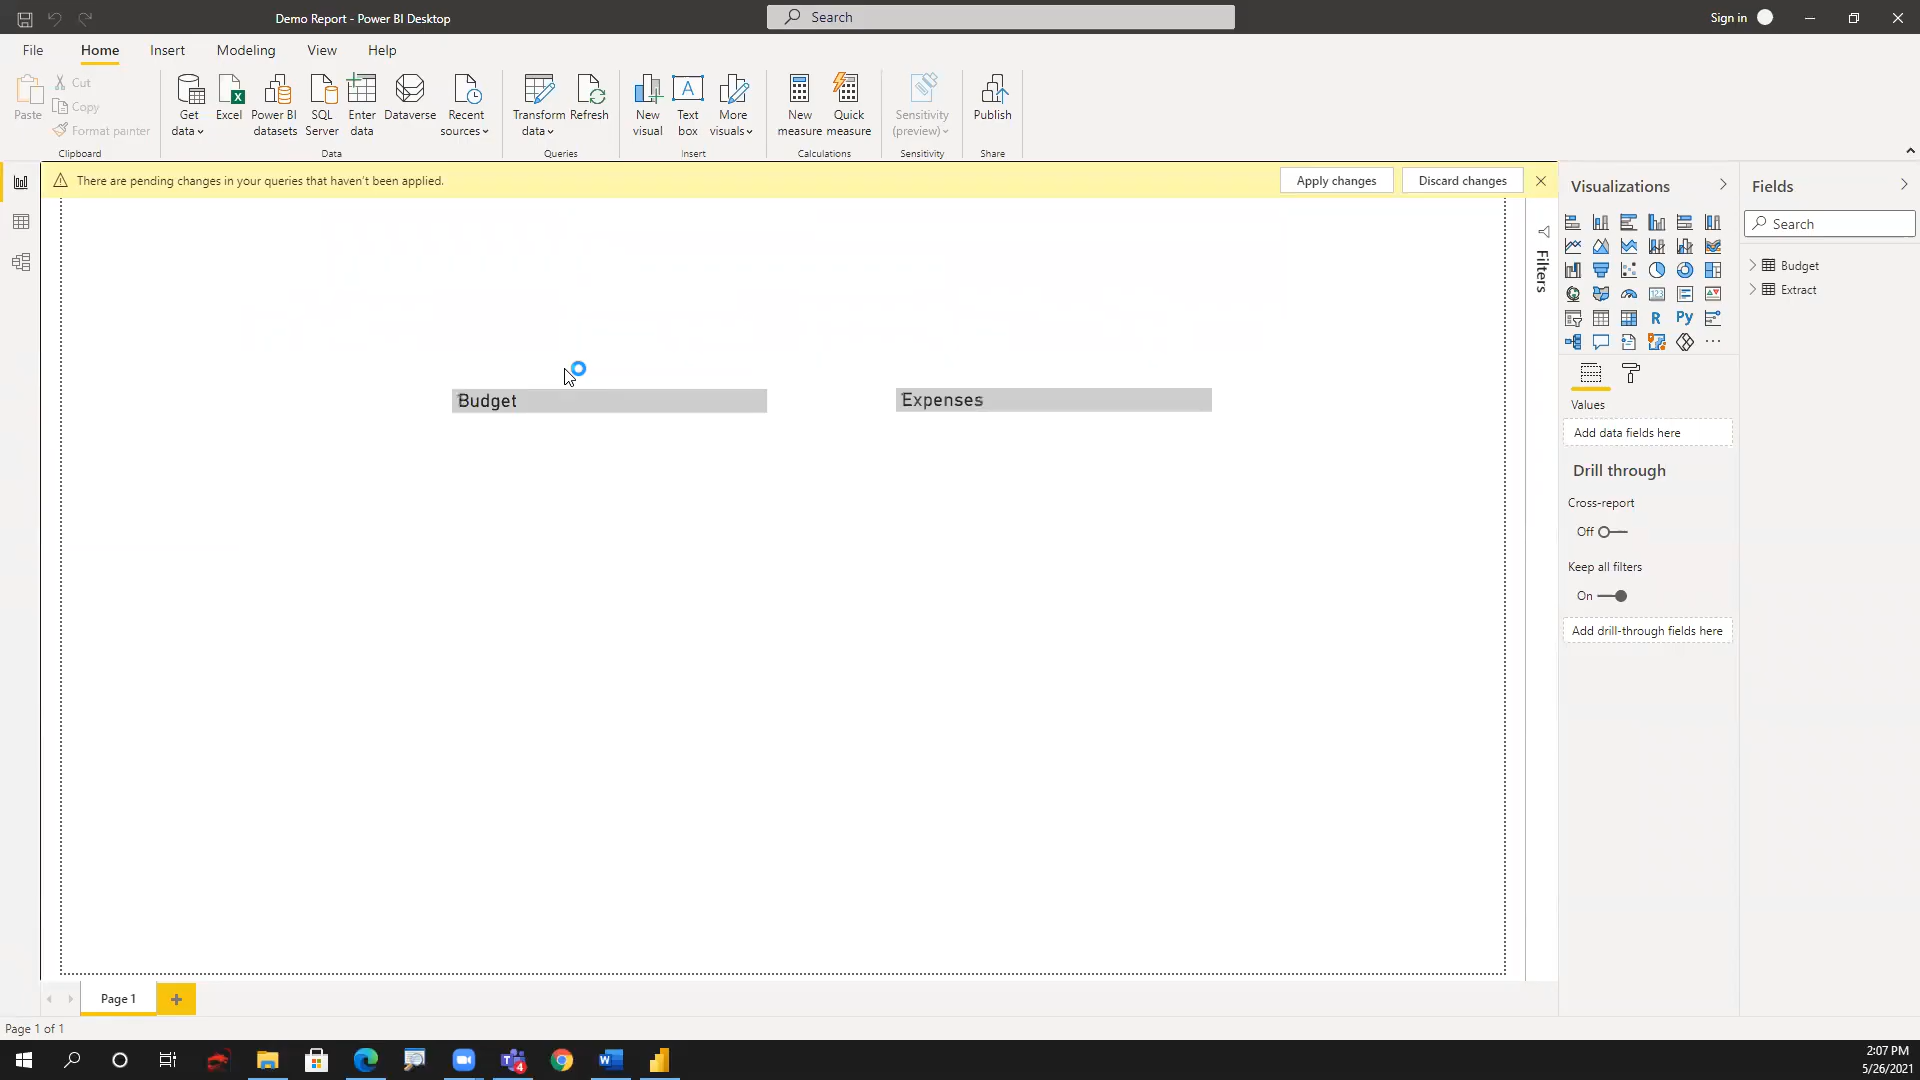 Demo Report - Power BI Desktop
Search
Sign in
File Home Insert Modeling View Help
Paste
Cut
Copy
Format painter
Clipboard
Get data
Excel
Power BI datasets
SQL Server
Enter data
Dataverse
Recent sources
Data
Transform data
Refresh
Queries
New visual
Text box
More visuals
Insert
New measure
Quick measure
Calculations
Sensitivity (preview)
Sensitivity
Publish
Share
There are pending changes in your queries that haven't been applied.
Apply changes
Discard changes
Budget
Expenses
Filters
Visualizations
R
Py
123
Values
Add data fields here
Drill through
Cross-report
Off
Keep all filters
On
Add drill-through fields here
Fields
Search
Budget
Extract
Page 1
Page 1 of 1
4
2:07 PM
5/26/2021